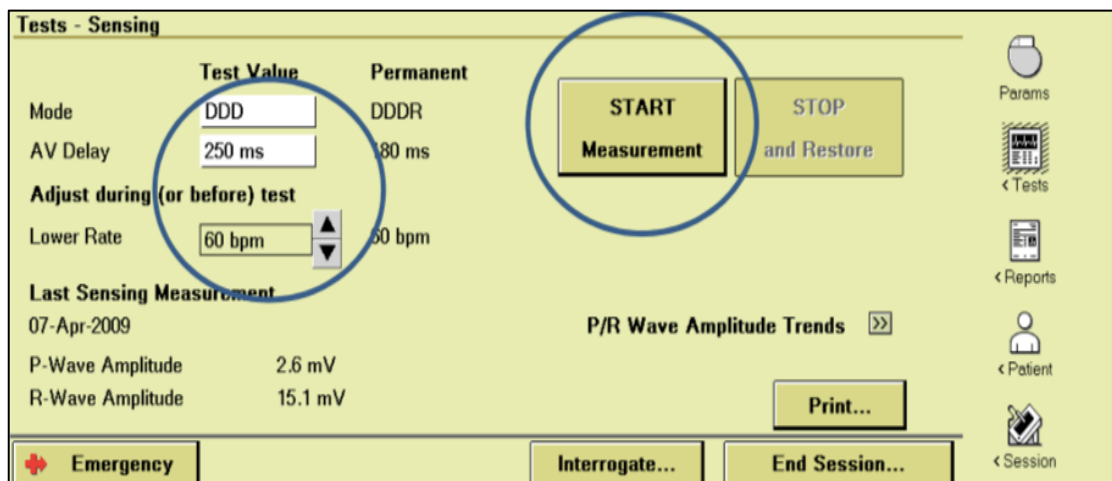 Tests - Sensing
Test Value Permanent
Mode DDD DDDR
AV Delay 250 ms 180 ms
Adjust during (or before) test
Lower Rate 60 bpm 60 bpm
Last Sensing Measurement
07-Apr-2009
P-Wave Amplitude 2.6 mV
R-Wave Amplitude 15.1 mV
START
Measurement
STOP
and Restore
P/R Wave Amplitude Trends >>
Print...
Emergency
Interrogate...
End Session...
Params
< Tests
< Reports
< Patient
< Session